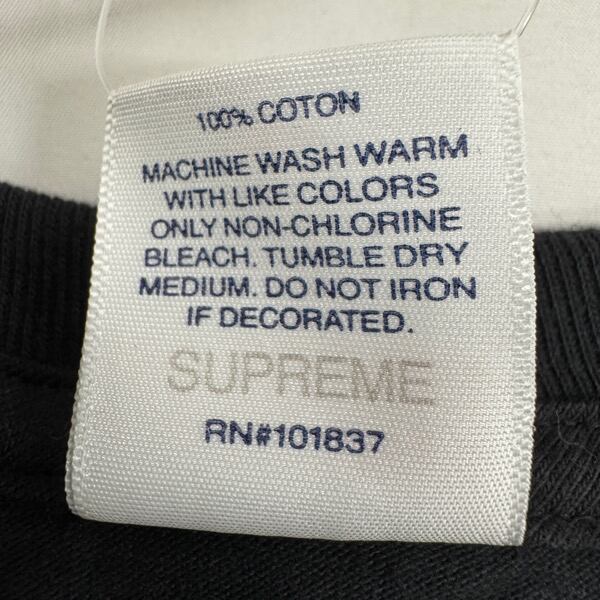 100% COTON
MACHINE WASH WARM
WITH LIKE COLORS
ONLY NON-CHLORINE
BLEACH. TUMBLE DRY
MEDIUM. DO NOT IRON
IF DECORATED.
SUPREME
RN#101837